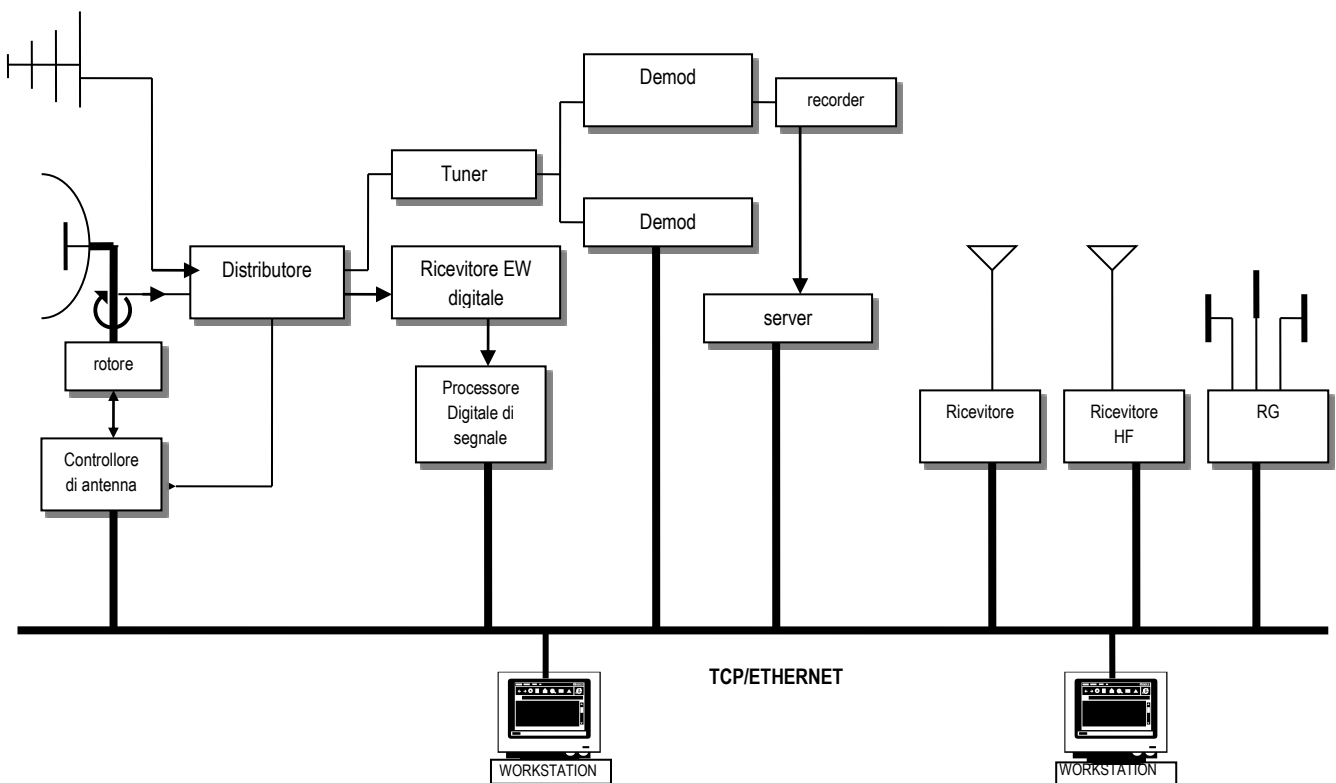 Demod
recorder
Tuner
Demod
Distributore
Ricevitore EW
digitale
server
rotore
Processore
Digitale di
segnale
Ricevitore
Ricevitore
HF
RG
Controllore
di antenna
TCP/ETHERNET
WORKSTATION
WORKSTATION